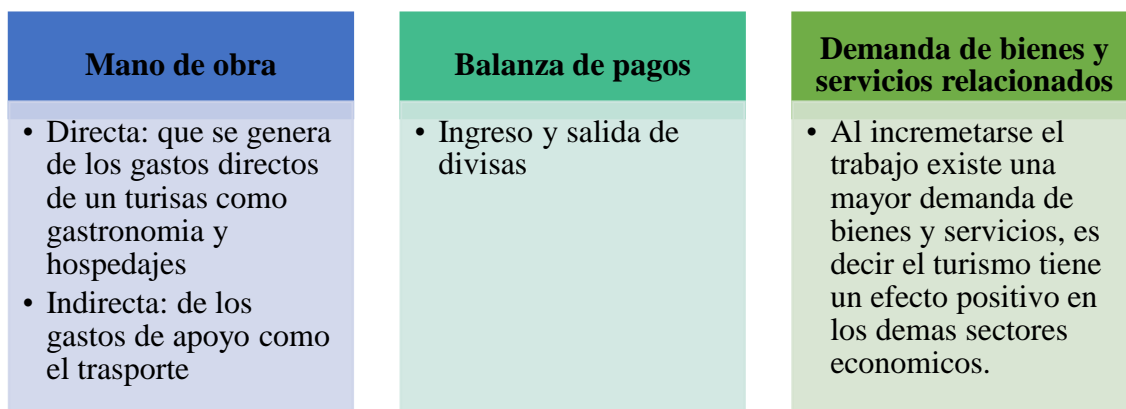 Mano de obra
• Directa: que se genera
de los gastos directos
de un turisas como
gastronomia y
hospedajes
• Indirecta: de los
gastos de apoyo como
el trasporte
Balanza de pagos
• Ingreso y salida de
divisas
Demanda de bienes y
servicios relacionados
• Al incremetarse el
trabajo existe una
mayor demanda de
bienes y servicios, es
decir el turismo tiene
un efecto positivo en
los demas sectores
economicos.